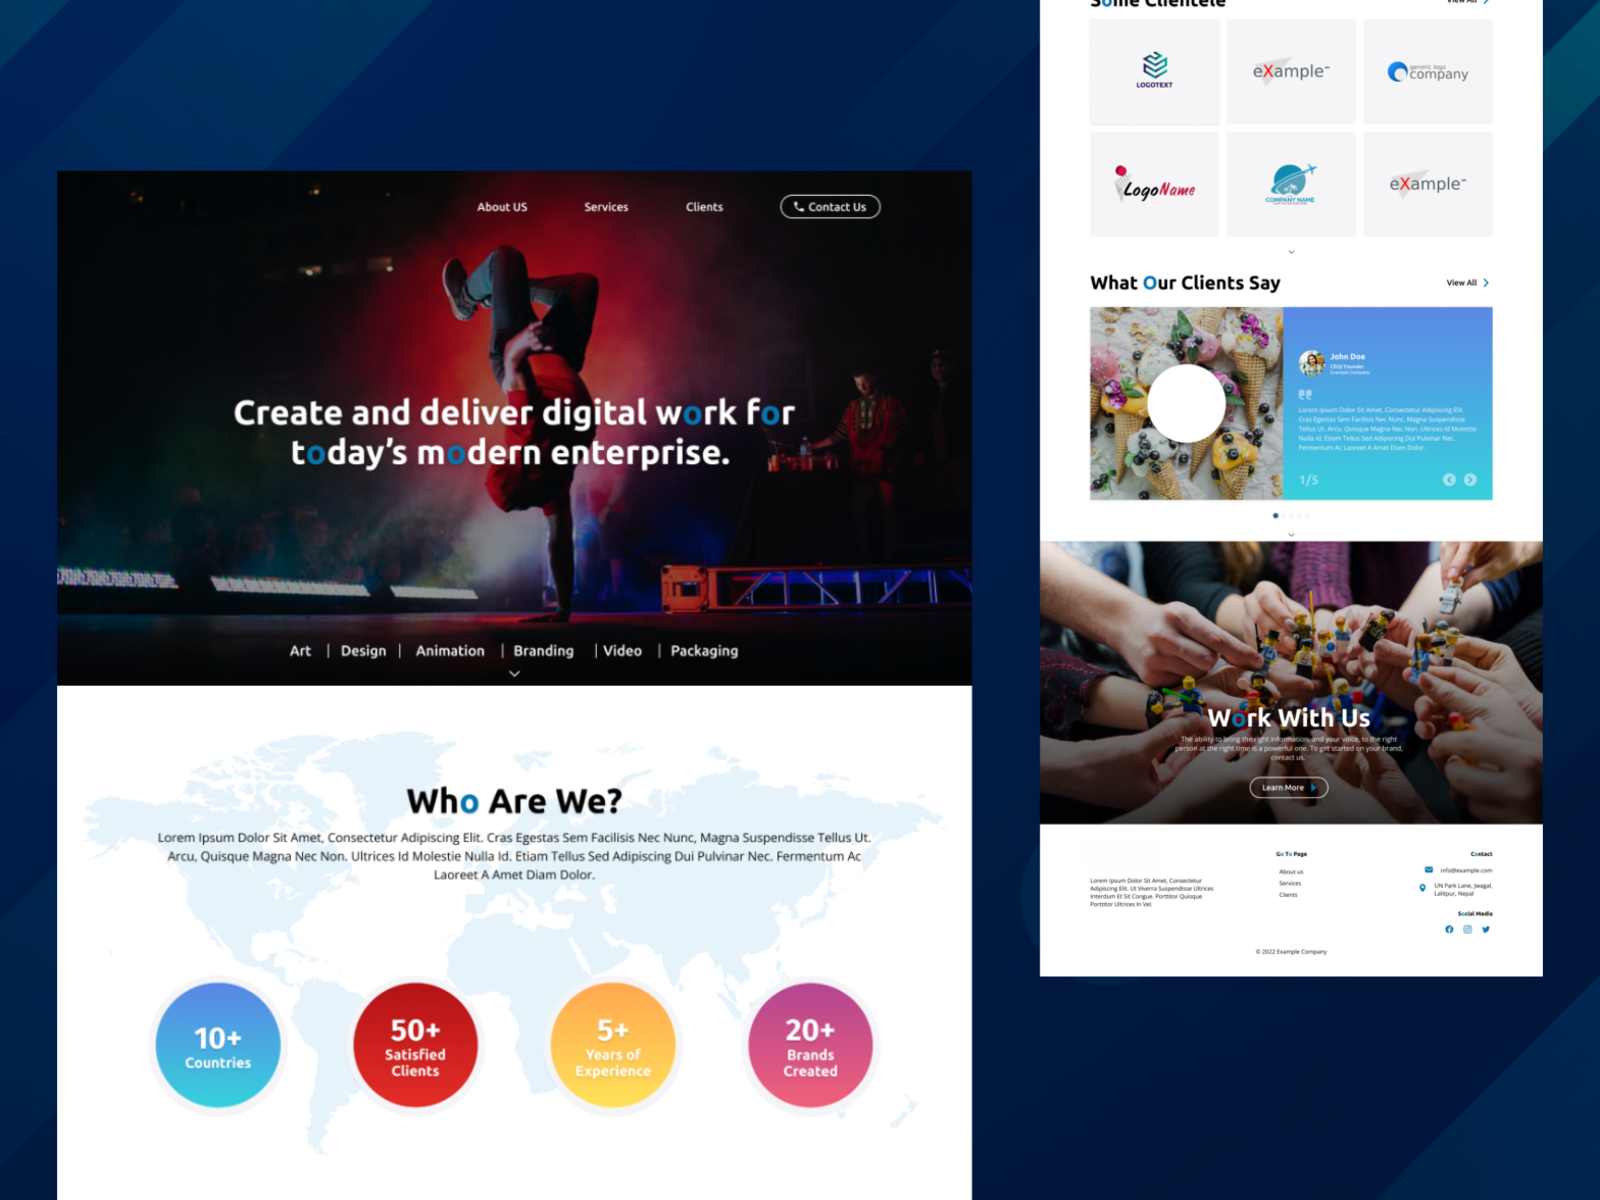 About US
Services
Clients
Contact Us
Create and deliver digital work for
today's modern enterprise.
Art | Design | Animation | Branding | Video | Packaging
Who Are We?
Lorem Ipsum Dolor Sit Amet, Consectetur Adipiscing Elit. Cras Egestas Sem Facilisis Nec Nunc, Magna Suspendisse Tellus Ut.
Arcu, Quisque Magna Nec Non. Ultrices Id Molestie Nulla Id. Etiam Tellus Sed Adipiscing Dui Pulvinar Nec. Fermentum Ac
Laoreet A Amet Diam Dolor.
10+
Countries
50+
Satisfied
Clients
5+
Years of
Experience
20+
Brands
Created
Some Clientele
View All
LOGOTEXT
eXample
generic logo
company
LogoName
COMPANY NAME
eXample
What Our Clients Say
View All
John Doe
CEO/ Founder
Example Company
Lorem Ipsum Dolor Sit Amet, Consectetur Adipiscing Elit.
Cras Egestas Sem Facilisis Nec Nunc, Magna Suspendisse
Tellus Ut. Arcu, Quisque Magna Nec Non. Ultrices Id Molestie
Nulla Id. Etiam Tellus Sed Adipiscing Dui Pulvinar Nec.
Fermentum Ac Laoreet A Amet Diam Dolor.
1/5
Work With Us
The ability to bring the right information, and your voice, to the right
person at the right time is a powerful one. To get started on your brand,
contact us.
Learn More
Lorem Ipsum Dolor Sit Amet, Consectetur
Adipiscing Elit. Ut Viverra Suspendisse Ultrices
Interdum Et Sit Congue. Porttitor Quisque
Porttitor Ultrices In Vel.
Go To Page
About us
Services
Clients
Contact
info@example.com
UN Park Lane, Jwagal,
Lalitpur, Nepal
Social Media
© 2022 Example Company